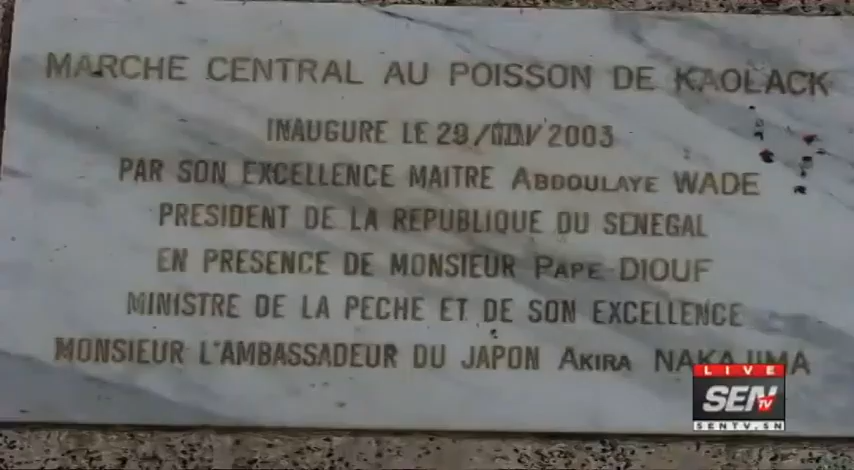 MARCHE CENTRAL AU POISSON DE KAOLACK
INAUGURE LE 29/ /2003
PAR SON EXCELLENCE MAITRE ABDOULAYE WADE
PRESIDENT DE LA REPUBLIQUE DU SENEGAL
EN PRESENCE DE MONSIEUR PAPE DIOUF
MINISTRE DE LA PECHE ET DE SON EXCELLENCE
MONSIEUR L'AMBASSADEUR DU JAPON AKIRA NAKAJIMA
LIVE
SEN TV
SENTV.SN